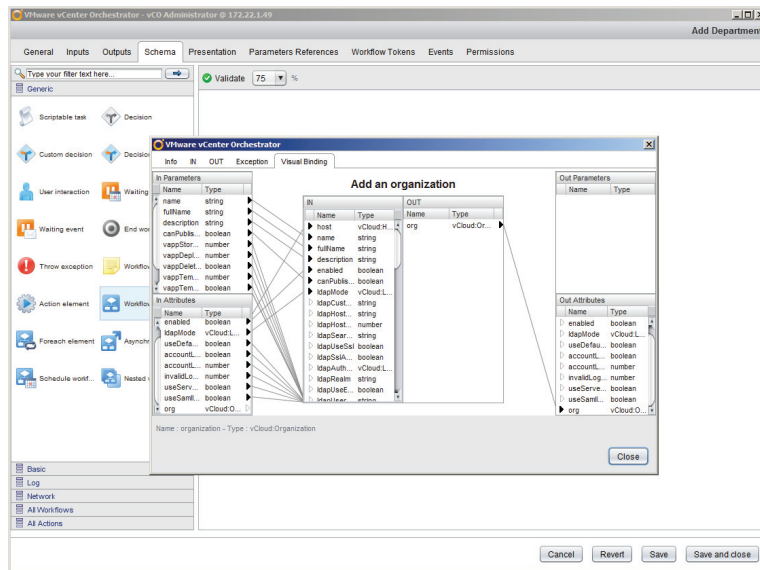 VMware vCenter Orchestrator - vCO Administrator @ 172.22.1.49
Add Department
General Inputs Outputs Schema Presentation Parameters References Workflow Tokens Events Permissions
Type your filter text here...
Validate 75 %
Generic
Scriptable task Decision
Custom decision Decisio
User interaction Waiting
Waiting event End wor
Throw exception Workflow
Action element Workflow
Foreach element Asynchr
Schedule workf... Nested
Basic
Log
Network
All Workflows
All Actions
VMware vCenter Orchestrator
Info IN OUT Exception Visual Binding
Add an organization
In Parameters
Name Type
name string
fullName string
description string
canPublis... boolean
vappStor... number
vappDepl... number
vappDelet... boolean
vappTem... number
vappTem... boolean
In Attributes
Name Type
enabled boolean
ldapMode vCloud:L...
useDefa... boolean
accountL... boolean
accountL... number
invalidLog... number
useServ... boolean
useSamll... boolean
org vCloud:O...
IN
Name Type
host vCloud:H...
name string
fullName string
description string
enabled boolean
canPublis... boolean
ldapMode vCloud:L...
ldapCust... string
ldapHost... string
ldapHost... number
ldapSear... string
ldapUseSsl boolean
ldapSslA... boolean
ldapAuth... vCloud:L...
ldapRealm string
ldapUseE... boolean
ldapUser string
OUT
Name Type
org vCloud:Or...
Out Parameters
Name Type
Out Attributes
Name Type
enabled boolean
ldapMode vCloud:L...
useDefau... boolean
accountL... boolean
accountL... number
invalidLog... number
useServe... boolean
useSamll... boolean
org vCloud:O...
Name : organization - Type : vCloud:Organization
Close
Cancel Revert Save Save and close